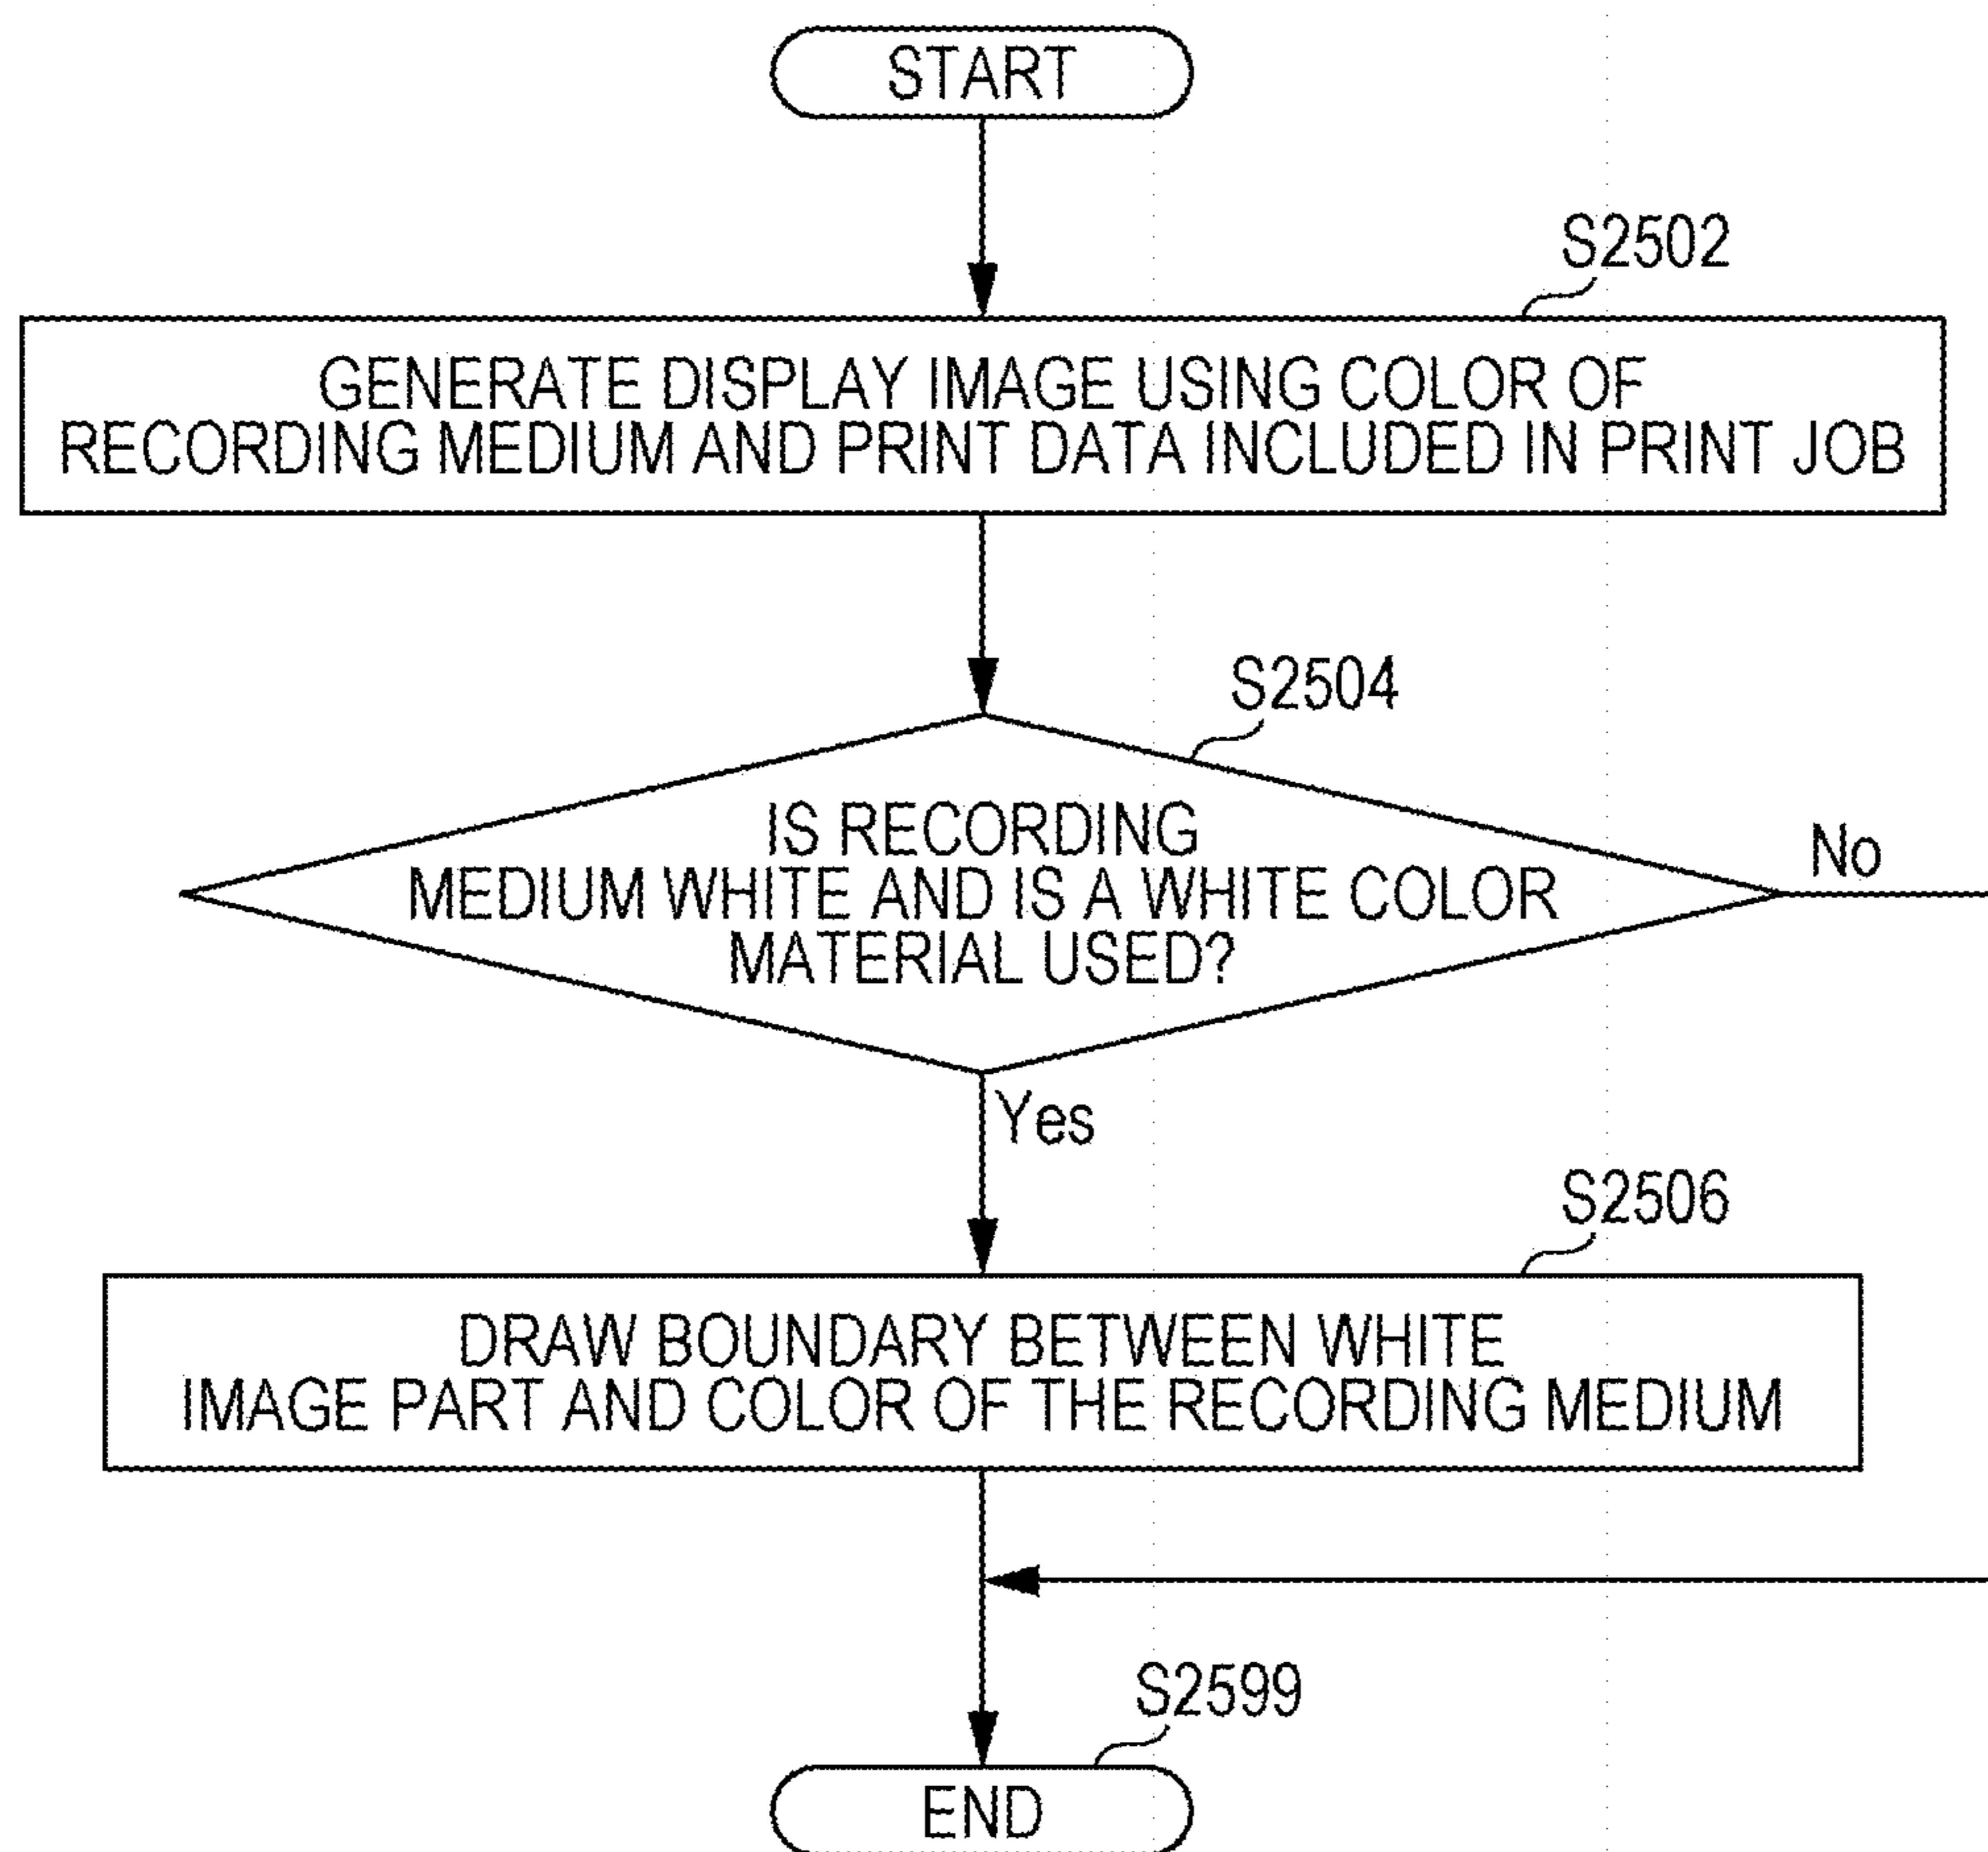 START
S2502
GENERATE DISPLAY IMAGE USING COLOR OF
RECORDING MEDIUM AND PRINT DATA INCLUDED IN PRINT JOB
S2504
IS RECORDING
MEDIUM WHITE AND IS A WHITE COLOR
MATERIAL USED?
No
Yes
S2506
DRAW BOUNDARY BETWEEN WHITE
IMAGE PART AND COLOR OF THE RECORDING MEDIUM
S2599
END